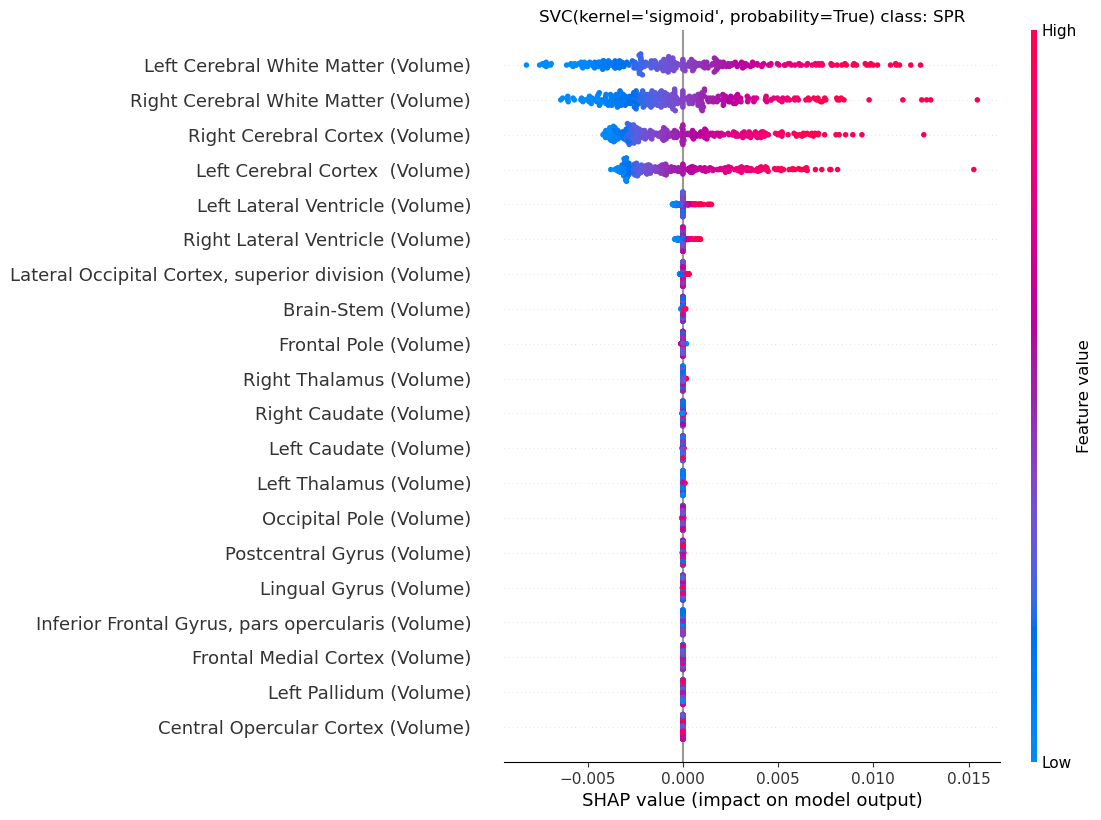 SVC(kernel='sigmoid', probability=True) class: SPR
High
Left Cerebral White Matter (Volume)
Right Cerebral White Matter (Volume)
Right Cerebral Cortex (Volume)
Left Cerebral Cortex  (Volume)
Left Lateral Ventricle (Volume)
Right Lateral Ventricle (Volume)
Lateral Occipital Cortex, superior division (Volume)
Brain-Stem (Volume)
Frontal Pole (Volume)
Right Thalamus (Volume)
Right Caudate (Volume)
Left Caudate (Volume)
Left Thalamus (Volume)
Occipital Pole (Volume)
Postcentral Gyrus (Volume)
Lingual Gyrus (Volume)
Inferior Frontal Gyrus, pars opercularis (Volume)
Frontal Medial Cortex (Volume)
Left Pallidum (Volume)
Central Opercular Cortex (Volume)
Feature value
Low
−0.005 0.000 0.005 0.010 0.015
SHAP value (impact on model output)